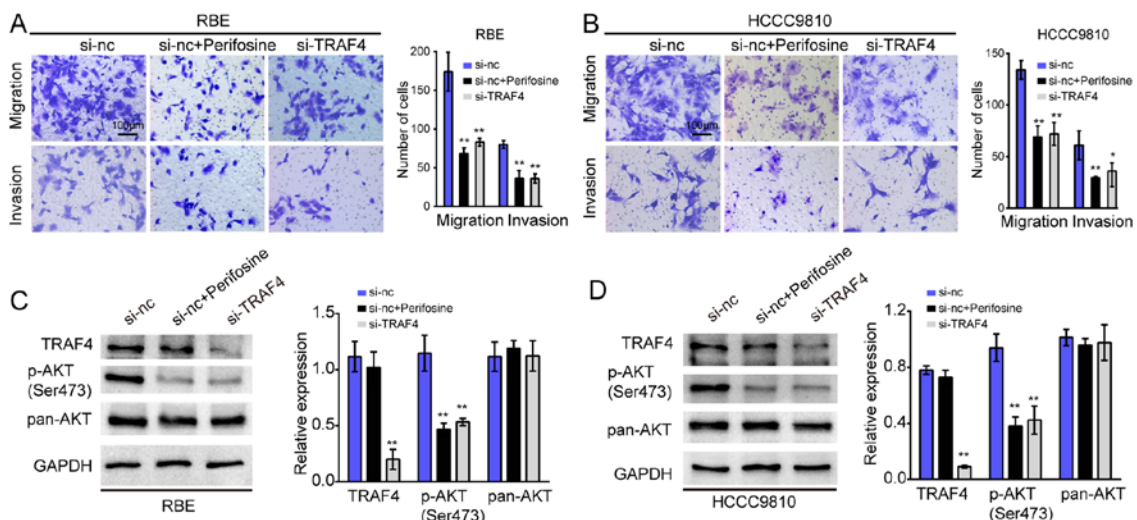 A
RBE
si-nc si-nc+Perifosine si-TRAF4
Migration
100μm
Invasion
RBE
si-nc
si-nc+Perifosine
si-TRAF4
Number of cells
200
150
100
50
0
** ** ** **
Migration Invasion
B
HCCC9810
si-nc si-nc+Perifosine si-TRAF4
Migration
100μm
Invasion
HCCC9810
si-nc
si-nc+Perifosine
si-TRAF4
Number of cells
150
100
50
0
** ** ** *
Migration Invasion
C
si-nc si-nc+Perifosine si-TRAF4
TRAF4
p-AKT
(Ser473)
pan-AKT
GAPDH
RBE
si-nc
si-nc+Perifosine
si-TRAF4
Relative expression
1.5
1.0
0.5
0.0
** ** **
TRAF4 p-AKT pan-AKT
(Ser473)
D
si-nc si-nc+Perifosine si-TRAF4
TRAF4
p-AKT
(Ser473)
pan-AKT
GAPDH
HCCC9810
si-nc
si-nc+Perifosine
si-TRAF4
Relative expression
1.2
0.8
0.4
0.0
** ** **
TRAF4 p-AKT pan-AKT
(Ser473)